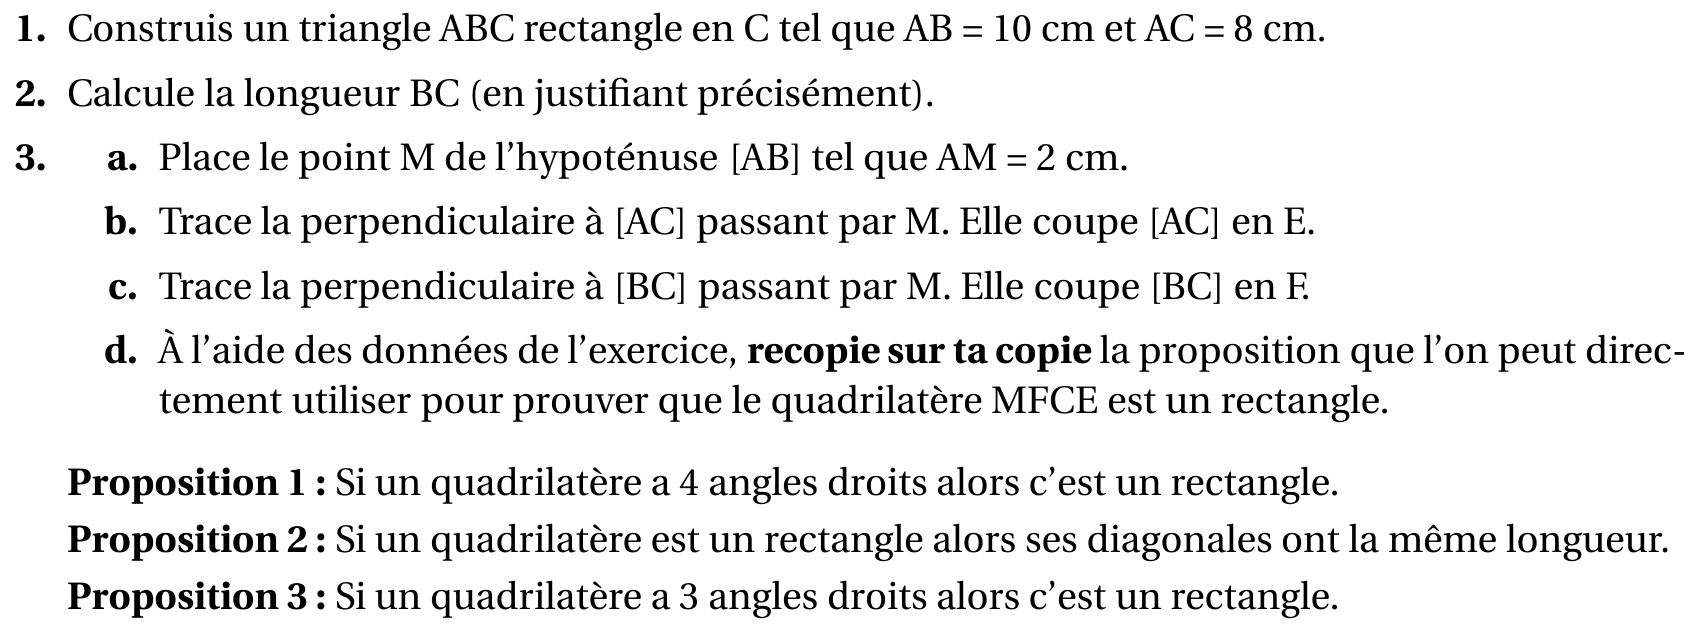 1. Construis un triangle ABC rectangle en C tel que AB = 10 cm et AC = 8 cm.
2. Calcule la longueur BC (en justifiant précisément).
3. a. Place le point M de l'hypoténuse [AB] tel que AM = 2 cm.
b. Trace la perpendiculaire à [AC] passant par M. Elle coupe [AC] en E.
c. Trace la perpendiculaire à [BC] passant par M. Elle coupe [BC] en F.
d. À l'aide des données de l'exercice, recopie sur ta copie la proposition que l'on peut direc-
tement utiliser pour prouver que le quadrilatère MFCE est un rectangle.
Proposition 1 : Si un quadrilatère a 4 angles droits alors c'est un rectangle.
Proposition 2 : Si un quadrilatère est un rectangle alors ses diagonales ont la même longueur.
Proposition 3 : Si un quadrilatère a 3 angles droits alors c'est un rectangle.